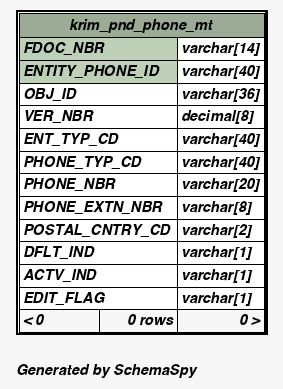 krim_pnd_phone_mt
FDOC_NBR varchar[14]
ENTITY_PHONE_ID varchar[40]
OBJ_ID varchar[36]
VER_NBR decimal[8]
ENT_TYP_CD varchar[40]
PHONE_TYP_CD varchar[40]
PHONE_NBR varchar[20]
PHONE_EXTN_NBR varchar[8]
POSTAL_CNTRY_CD varchar[2]
DFLT_IND varchar[1]
ACTV_IND varchar[1]
EDIT_FLAG varchar[1]
< 0 0 rows 0 >
Generated by SchemaSpy